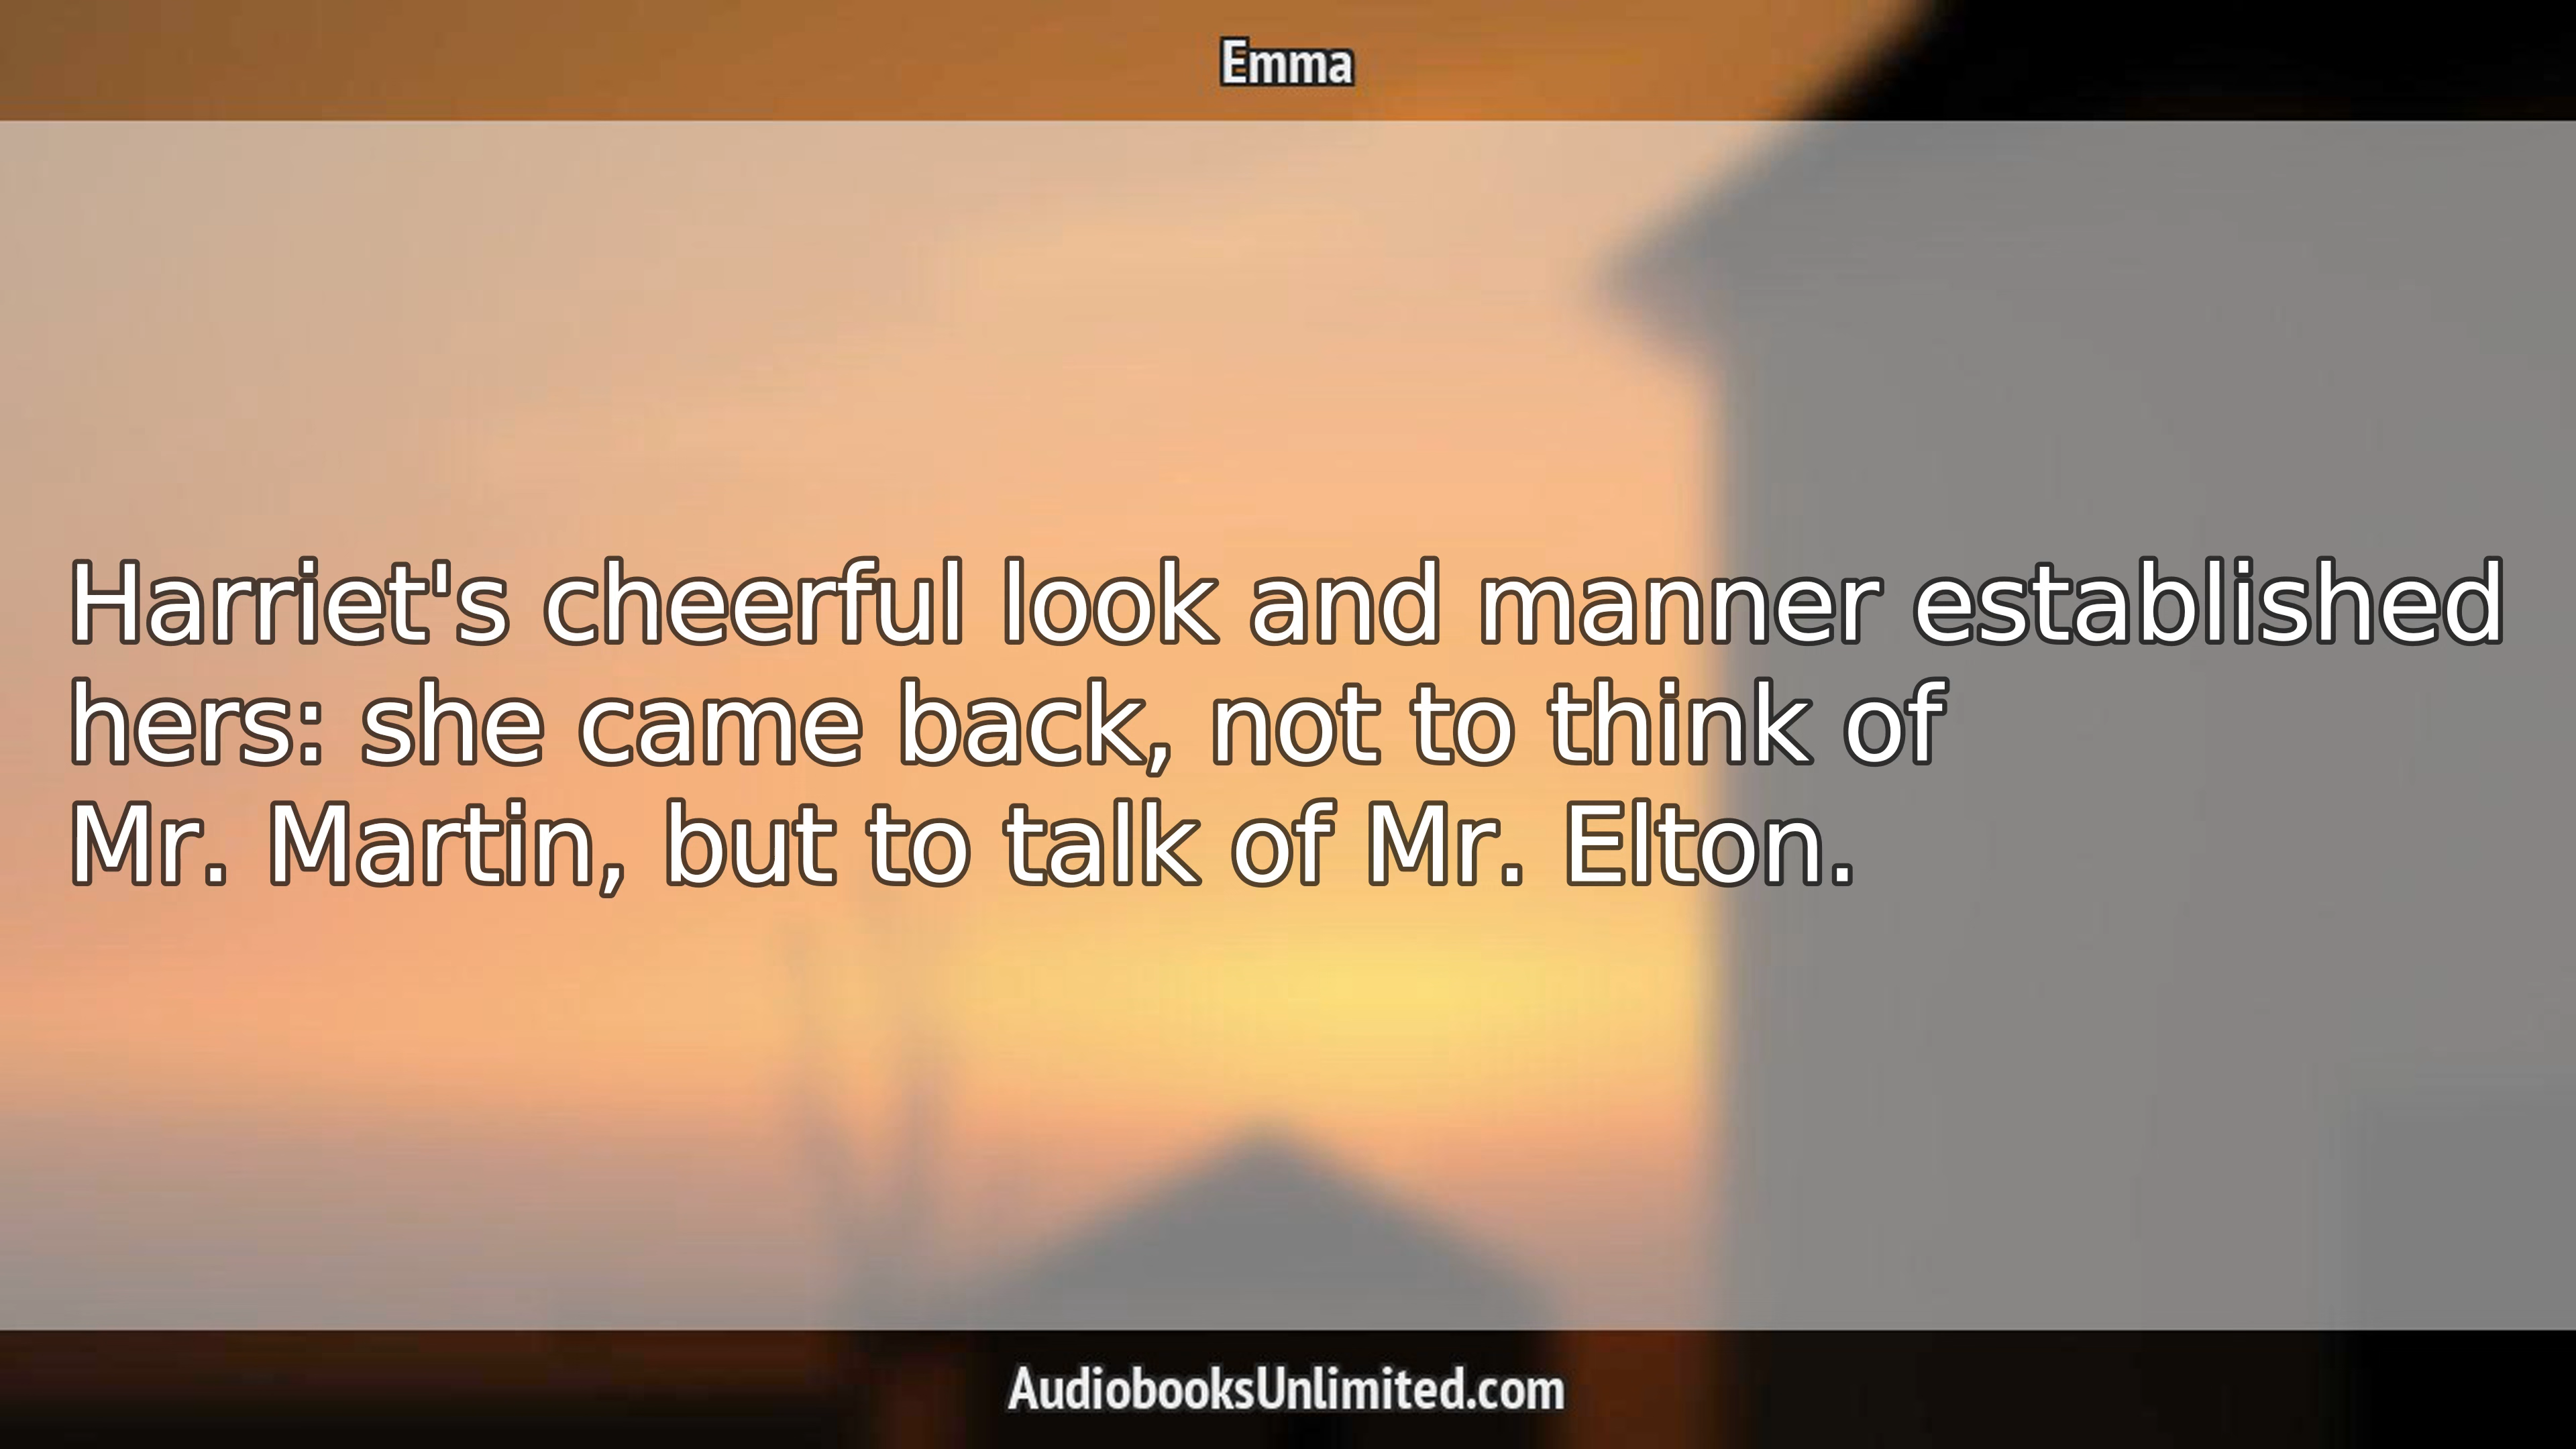 Emma
Harriet's cheerful look and manner established
hers: she came back, not to think of
Mr. Martin, but to talk of Mr. Elton.
AudiobooksUnlimited.com